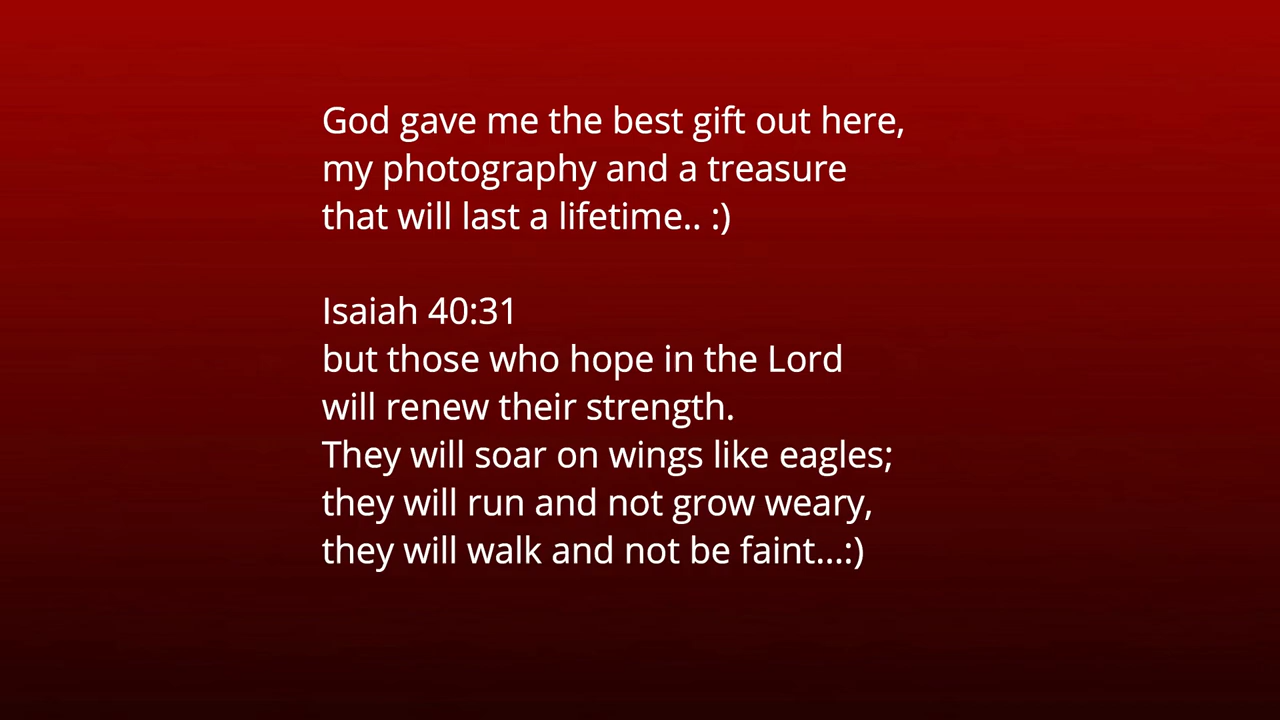 God gave me the best gift out here,
my photography and a treasure
that will last a lifetime.. :)
Isaiah 40:31
but those who hope in the Lord
will renew their strength.
They will soar on wings like eagles;
they will run and not grow weary,
they will walk and not be faint...:)